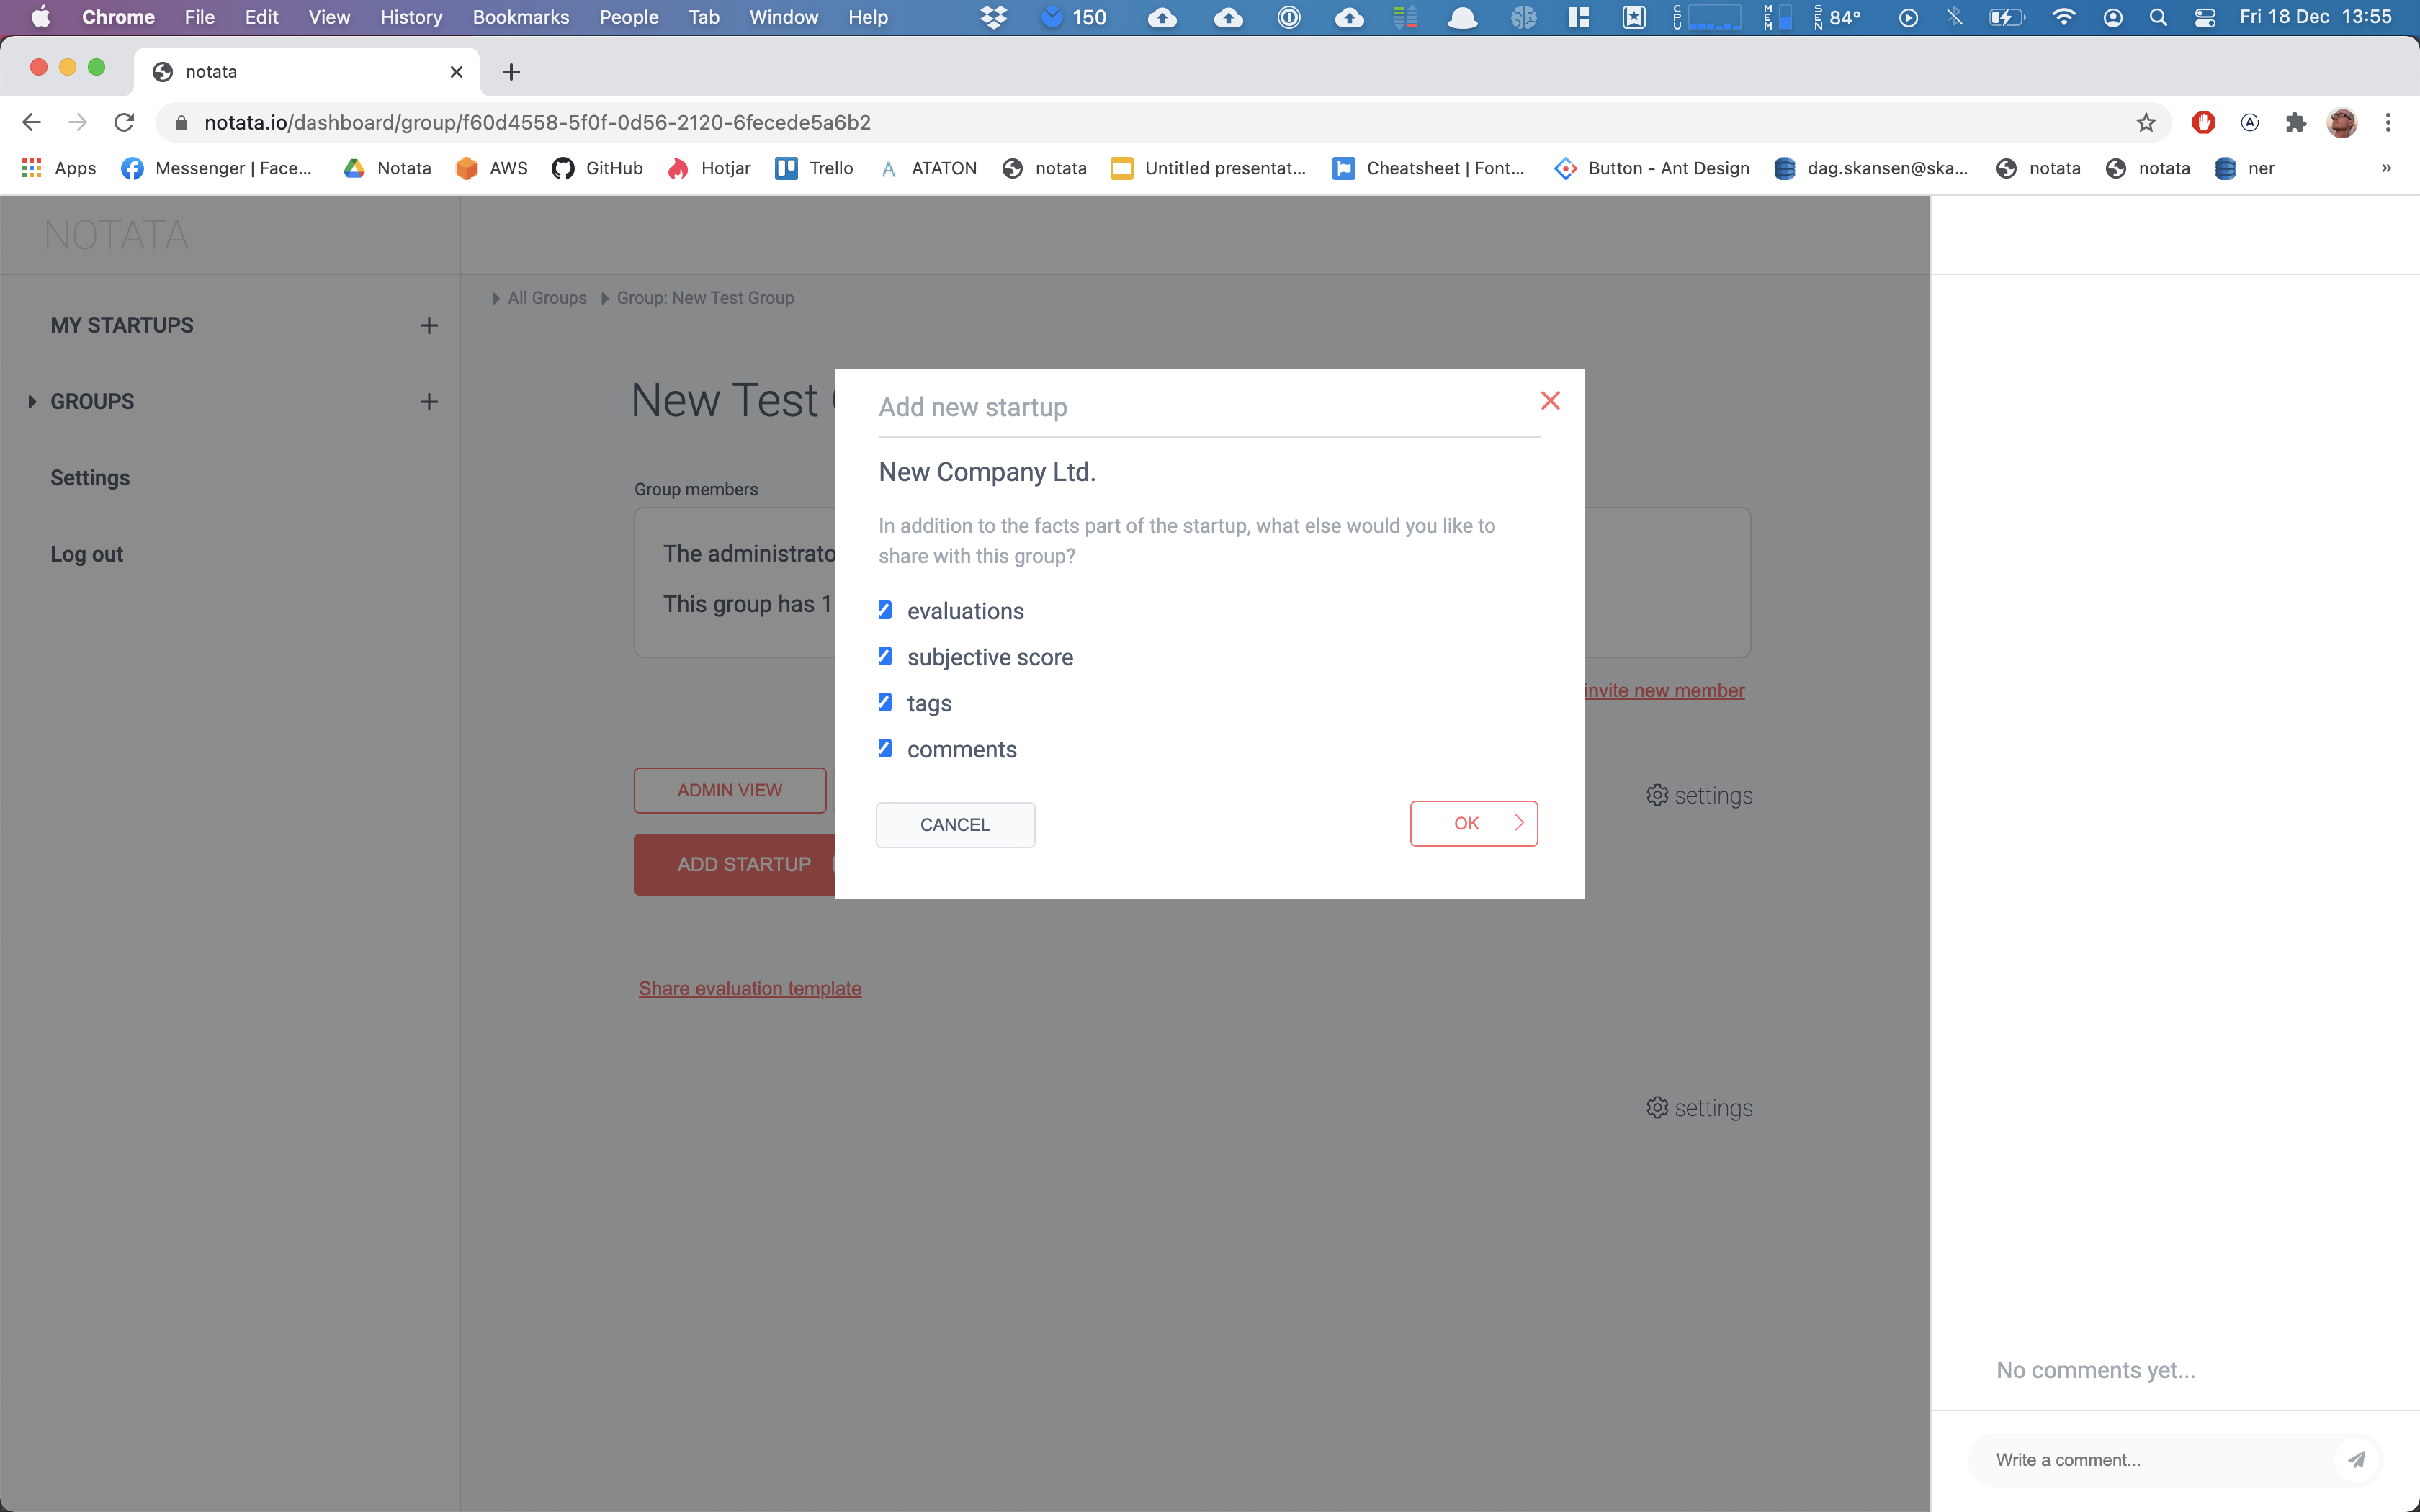 Chrome File Edit View History Bookmarks People Tab Window Help 150 CPU MEM SEN 84° Fri 18 Dec 13:55
notata
notata.io/dashboard/group/f60d4558-5f0f-0d56-2120-6fecede5a6b2
Apps Messenger | Face... Notata AWS GitHub Hotjar Trello ATATON notata Untitled presentat... Cheatsheet | Font... Button - Ant Design dag.skansen@ska... notata notata ner »
NOTATA
All Groups Group: New Test Group
MY STARTUPS
GROUPS
Settings
Log out
New Test
Group members
The administrato
This group has 1
invite new member
ADMIN VIEW
settings
ADD STARTUP
Share evaluation template
settings
Add new startup
New Company Ltd.
In addition to the facts part of the startup, what else would you like to
share with this group?
evaluations
subjective score
tags
comments
CANCEL
OK
No comments yet...
Write a comment...